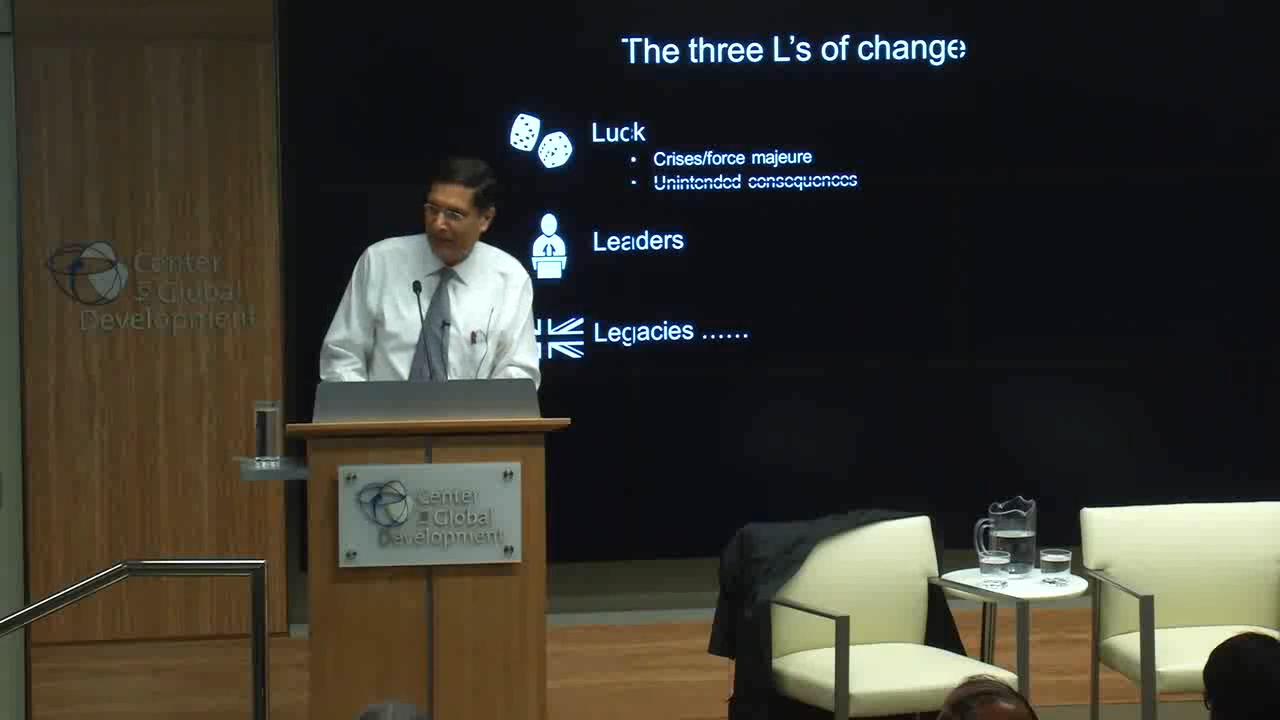 The three L's of change
Luck
• Crises/force majeure
• Unintended consequences
Leaders
Legacies ......
Center
for Global
Development
Center
for Global
Development